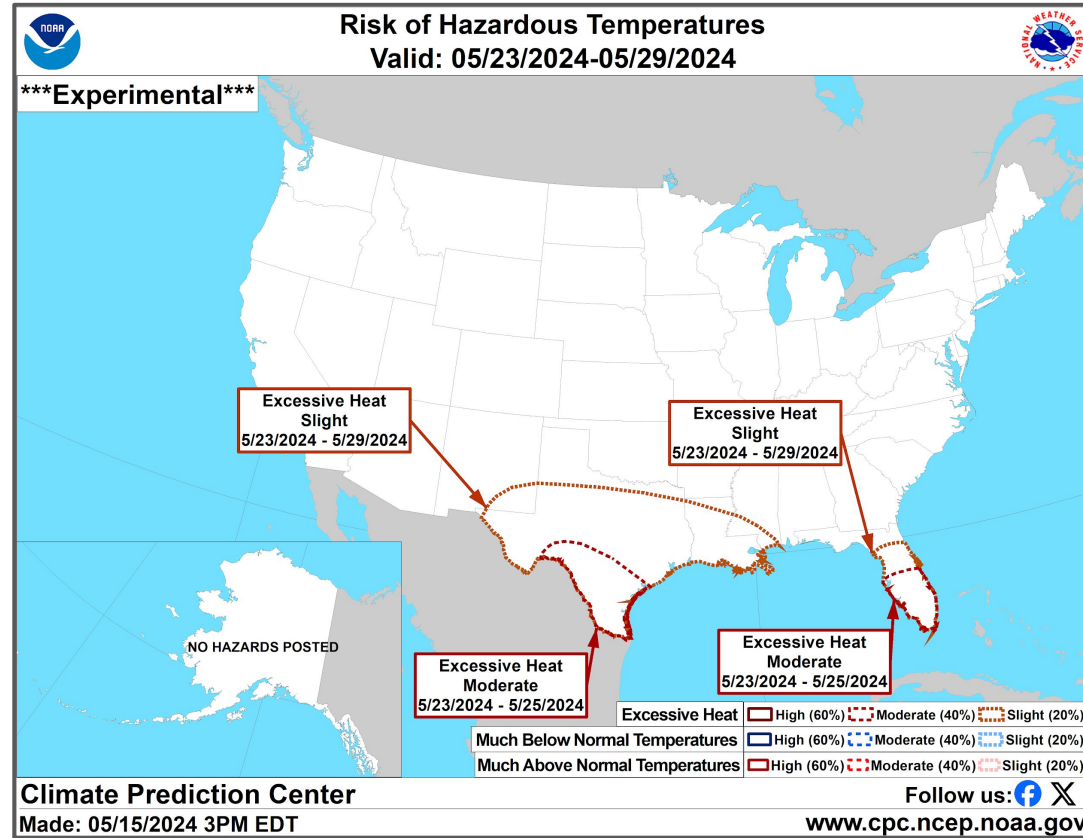 NOAA
Risk of Hazardous Temperatures
Valid: 05/23/2024-05/29/2024
NATIONAL WEATHER SERVICE
***Experimental***
Excessive Heat
Slight
5/23/2024 - 5/29/2024
Excessive Heat
Slight
5/23/2024 - 5/29/2024
NO HAZARDS POSTED
Excessive Heat
Moderate
5/23/2024 - 5/25/2024
Excessive Heat
Moderate
5/23/2024 - 5/25/2024
Excessive Heat High (60%) Moderate (40%) Slight (20%)
Much Below Normal Temperatures High (60%) Moderate (40%) Slight (20%)
Much Above Normal Temperatures High (60%) Moderate (40%) Slight (20%)
Climate Prediction Center
Follow us:
Made: 05/15/2024 3PM EDT
www.cpc.ncep.noaa.gov